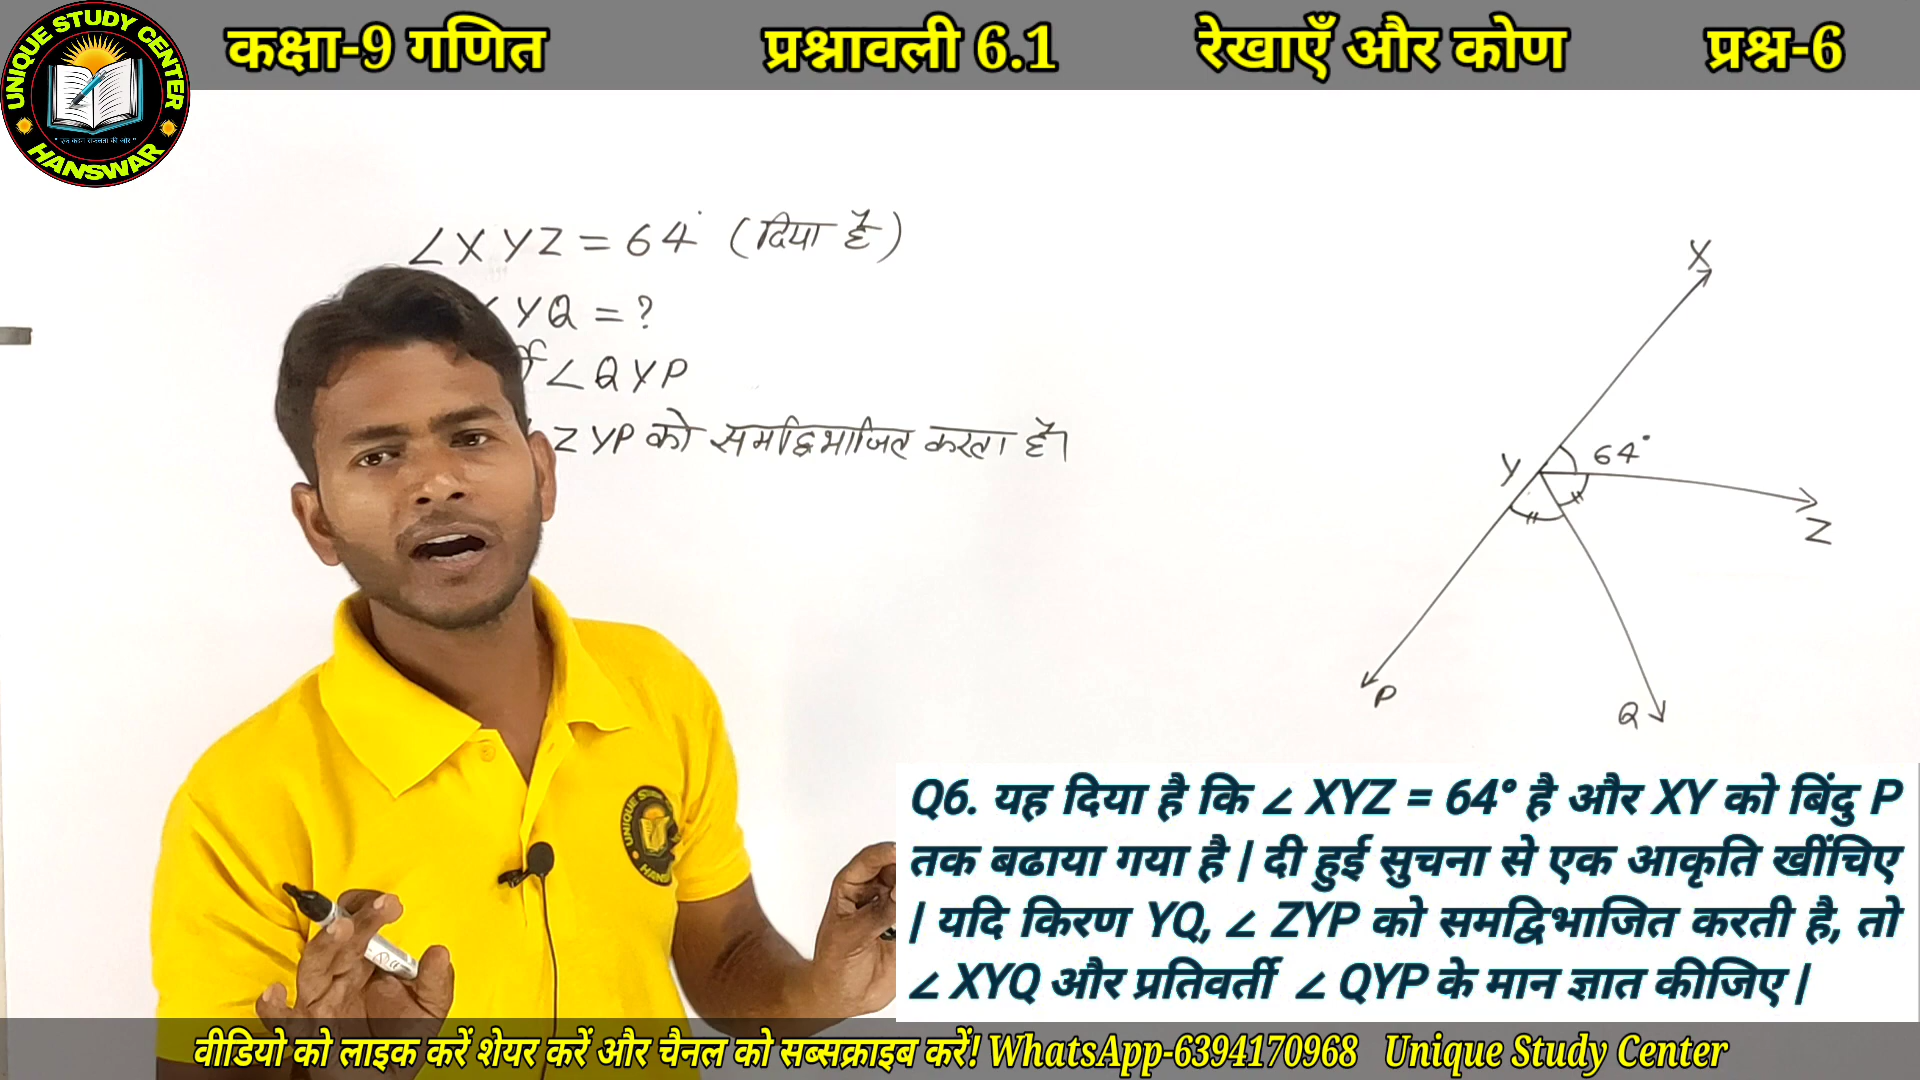 UNIQUE STUDY CENTER
HANSWAR
कक्षा-9 गणित प्रश्नावली 6.1 रेखाएँ और कोण प्रश्न-6
∠XYZ = 64° (दिया है)
YQ = ?
∠QYP
ZYP को समद्विभाजित करता है।
X
Y 64°
Z
P
Q
Q6. यह दिया है कि ∠ XYZ = 64° है और XY को बिंदु P
तक बढाया गया है | दी हुई सुचना से एक आकृति खींचिए
| यदि किरण YQ, ∠ ZYP को समद्विभाजित करती है, तो
∠ XYQ और प्रतिवर्ती ∠ QYP के मान ज्ञात कीजिए |
वीडियो को लाइक करें शेयर करें और चैनल को सब्सक्राइब करें! WhatsApp-6394170968 Unique Study Center